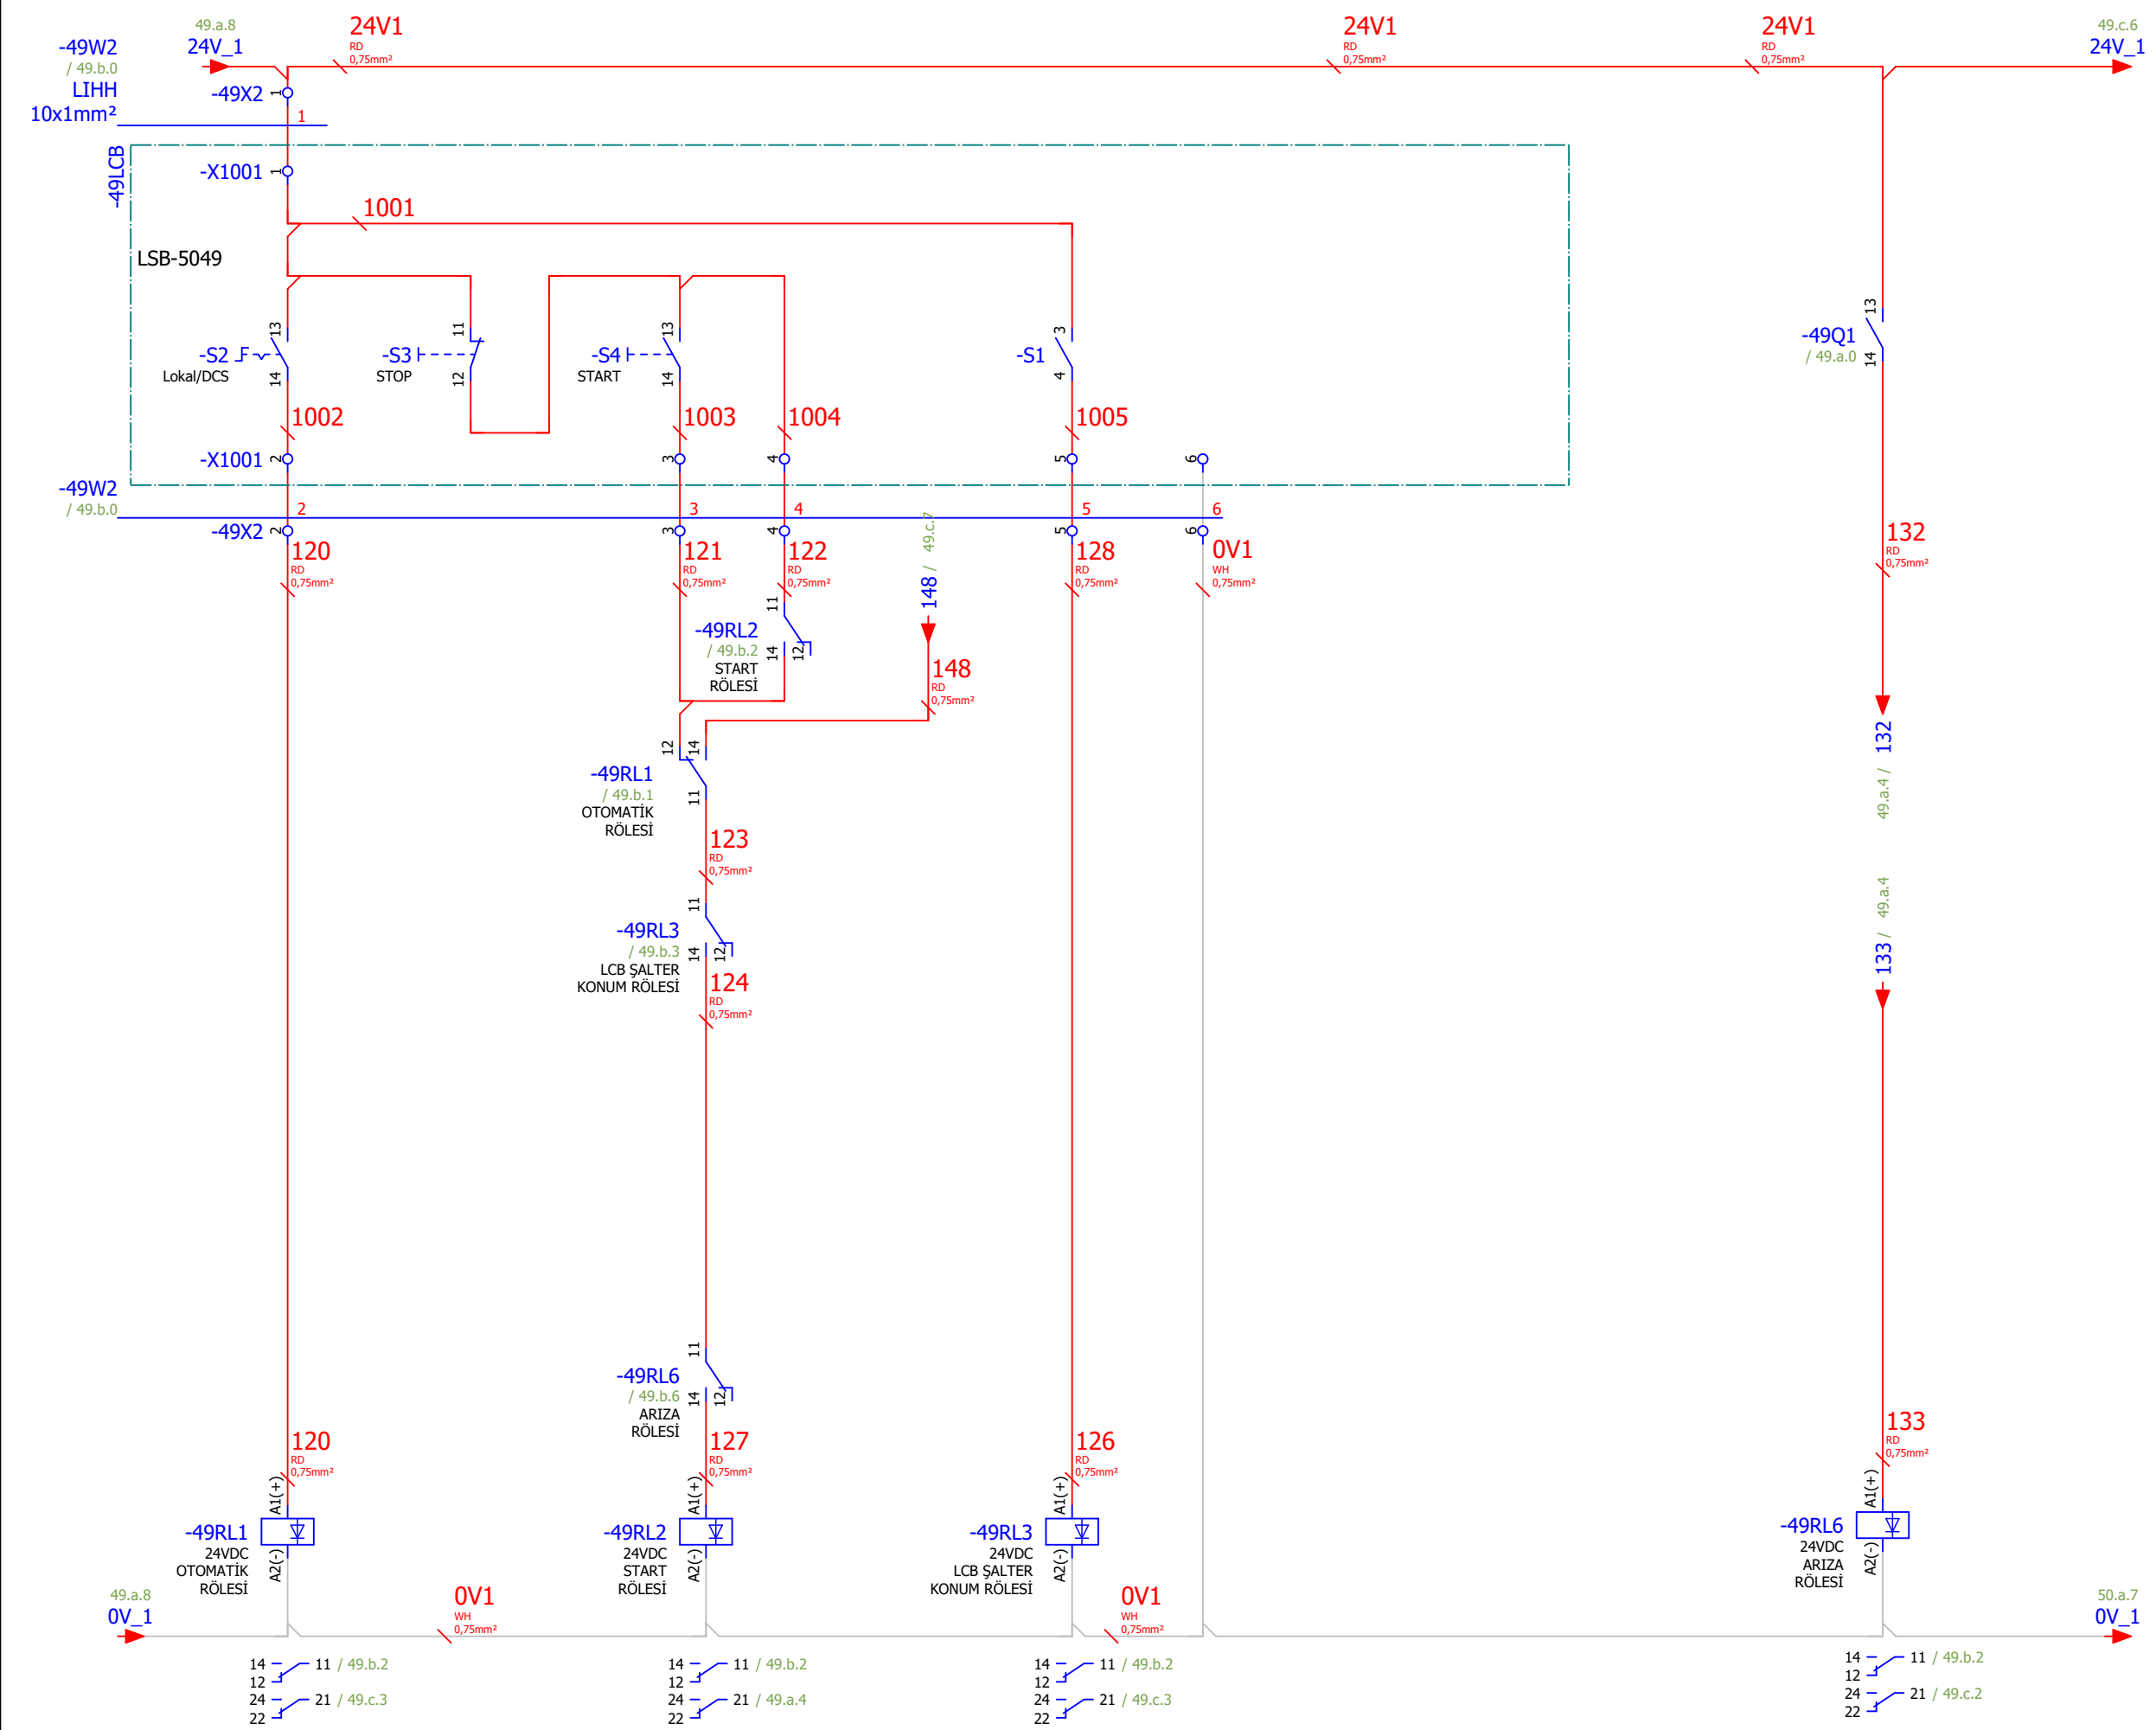 49.a.8
24V_1
-49W2
/ 49.b.0
LIHH
10x1mm²
24V1
RD
0,75mm²
24V1
RD
0,75mm²
24V1
RD
0,75mm²
49.c.6
24V_1
-49X2
1
1
-49LCB
-X1001
1
1001
LSB-5049
-S2
Lokal/DCS
13
14
-S3
STOP
11
12
-S4
START
13
14
-S1
3
4
-49Q1
/ 49.a.0
13
14
1002
1003
1004
1005
-X1001
2
3
4
5
6
-49W2
/ 49.b.0
2
3
4
5
6
-49X2
2
3
4
5
6
120
RD
0,75mm²
121
RD
0,75mm²
122
RD
0,75mm²
148 / 49.c.7
128
RD
0,75mm²
0V1
WH
0,75mm²
132
RD
0,75mm²
-49RL2
/ 49.b.2
START
RÖLESİ
11
14
12
148
RD
0,75mm²
132
49.a.4 /
12
14
-49RL1
/ 49.b.1
OTOMATİK
RÖLESİ
11
123
RD
0,75mm²
11
-49RL3
/ 49.b.3
LCB ŞALTER
KONUM RÖLESİ
14
12
124
RD
0,75mm²
133 / 49.a.4
11
-49RL6
/ 49.b.6
ARIZA
RÖLESİ
14
12
120
RD
0,75mm²
127
RD
0,75mm²
126
RD
0,75mm²
133
RD
0,75mm²
A1(+)
-49RL1
24VDC
OTOMATİK
RÖLESİ
A2(-)
A1(+)
-49RL2
24VDC
START
RÖLESİ
A2(-)
A1(+)
-49RL3
24VDC
LCB ŞALTER
KONUM RÖLESİ
A2(-)
A1(+)
-49RL6
24VDC
ARIZA
RÖLESİ
A2(-)
49.a.8
0V_1
0V1
WH
0,75mm²
0V1
WH
0,75mm²
50.a.7
0V_1
14 11 / 49.b.2
12
24 21 / 49.c.3
22
14 11 / 49.b.2
12
24 21 / 49.a.4
22
14 11 / 49.b.2
12
24 21 / 49.c.3
22
14 11 / 49.b.2
12
24 21 / 49.c.2
22